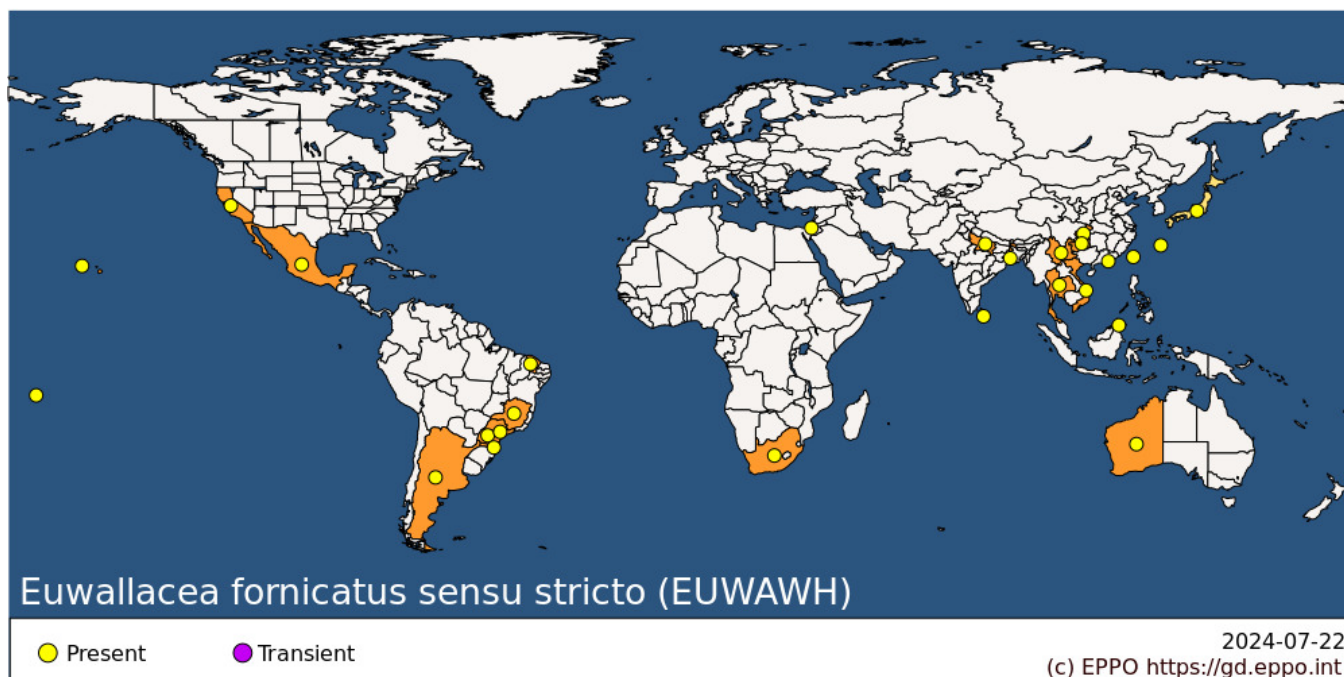 Euwallacea fornicatus sensu stricto (EUWAWH)
Present
Transient
2024-07-22
(c) EPPO https://gd.eppo.int